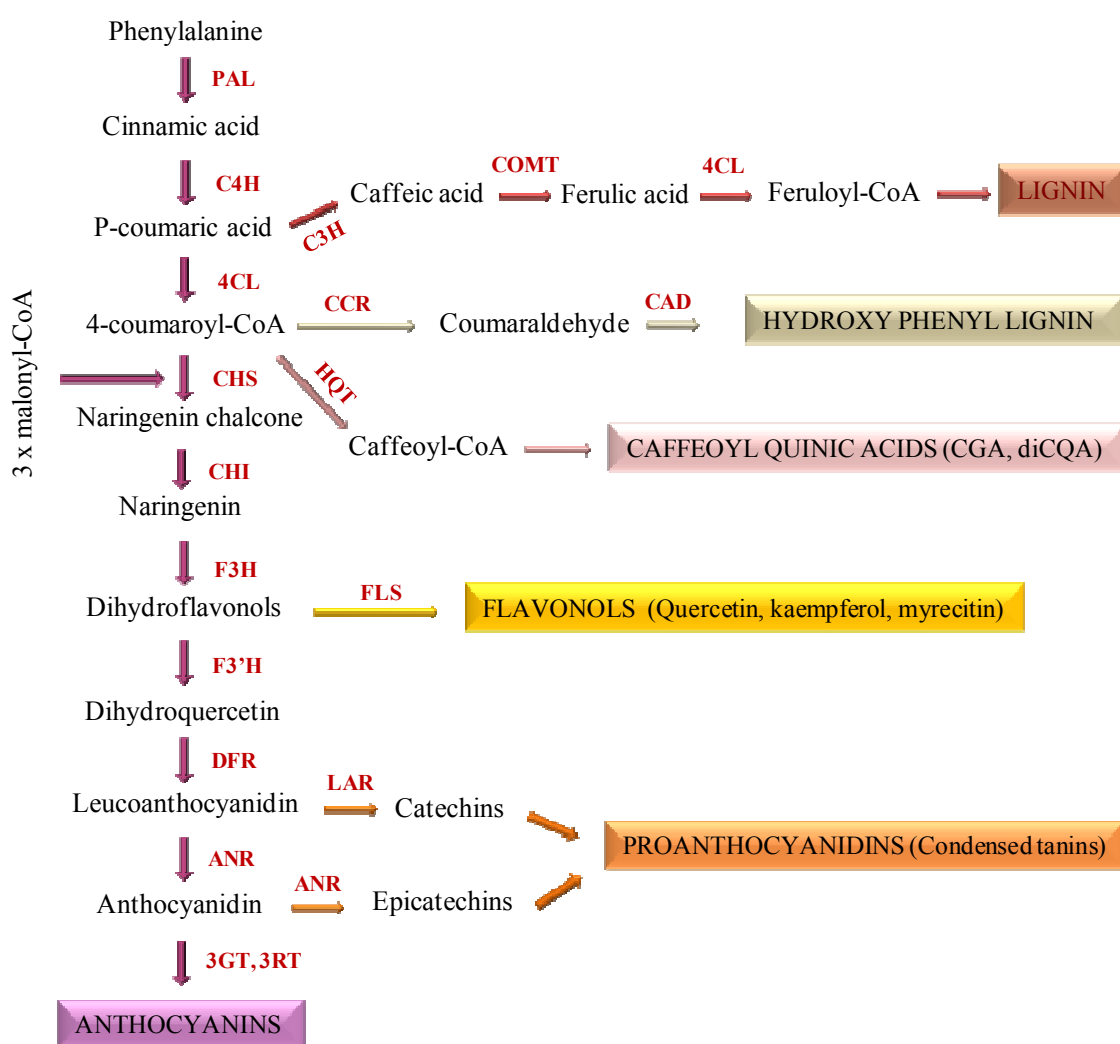 Phenylalanine
PAL
Cinnamic acid
C4H
COMT
4CL
Caffeic acid
Ferulic acid
Feruloyl-CoA
LIGNIN
P-coumaric acid
C3H
4CL
3 x malonyl-CoA
4-coumaroyl-CoA
CCR
Coumaraldehyde
CAD
HYDROXY PHENYL LIGNIN
CHS
HQT
Naringenin chalcone
Caffeoyl-CoA
CAFFEOYL QUINIC ACIDS (CGA, diCQA)
CHI
Naringenin
F3H
Dihydroflavonols
FLS
FLAVONOLS (Quercetin, kaempferol, myrecitin)
F3’H
Dihydroquercetin
DFR
Leucoanthocyanidin
LAR
Catechins
PROANTHOCYANIDINS (Condensed tanins)
ANR
Anthocyanidin
ANR
Epicatechins
3GT, 3RT
ANTHOCYANINS